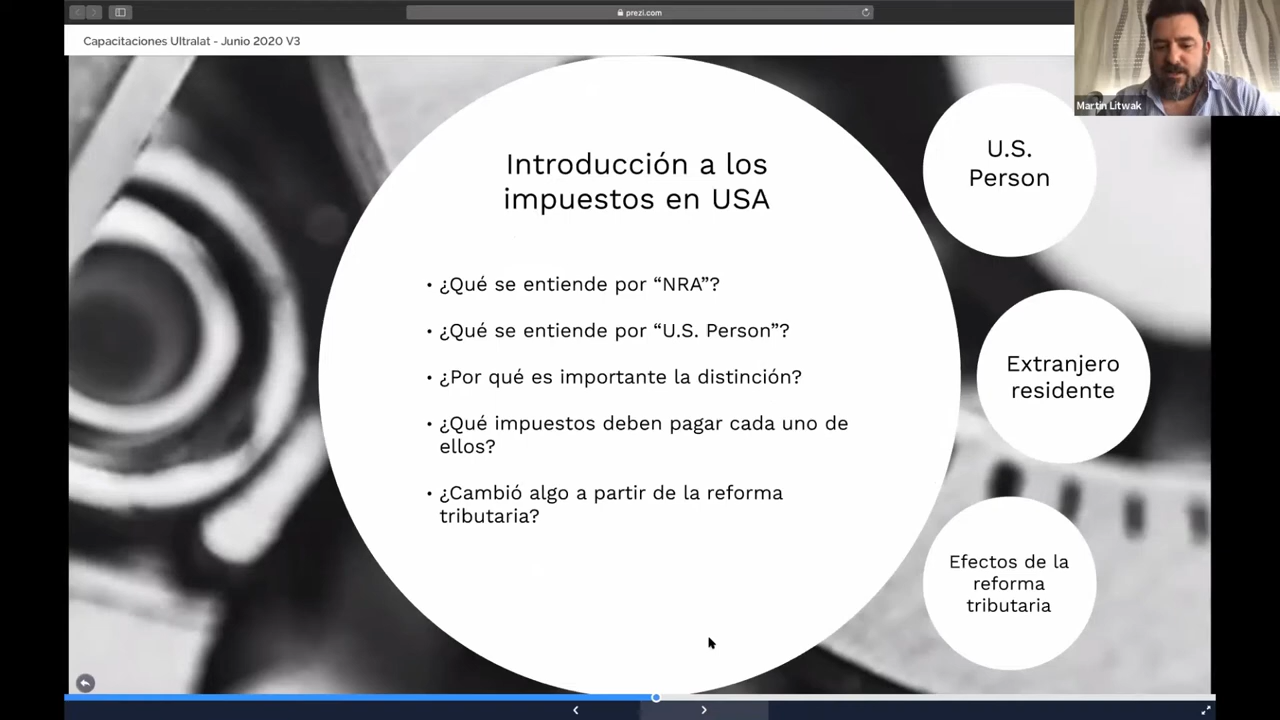 prezi.com
Capacitaciones Ultralat - Junio 2020 V3
Martin Litwak
Introducción a los
impuestos en USA
• ¿Qué se entiende por “NRA”?
• ¿Qué se entiende por “U.S. Person”?
• ¿Por qué es importante la distinción?
• ¿Qué impuestos deben pagar cada uno de
ellos?
• ¿Cambió algo a partir de la reforma
tributaria?
U.S.
Person
Extranjero
residente
Efectos de la
reforma
tributaria